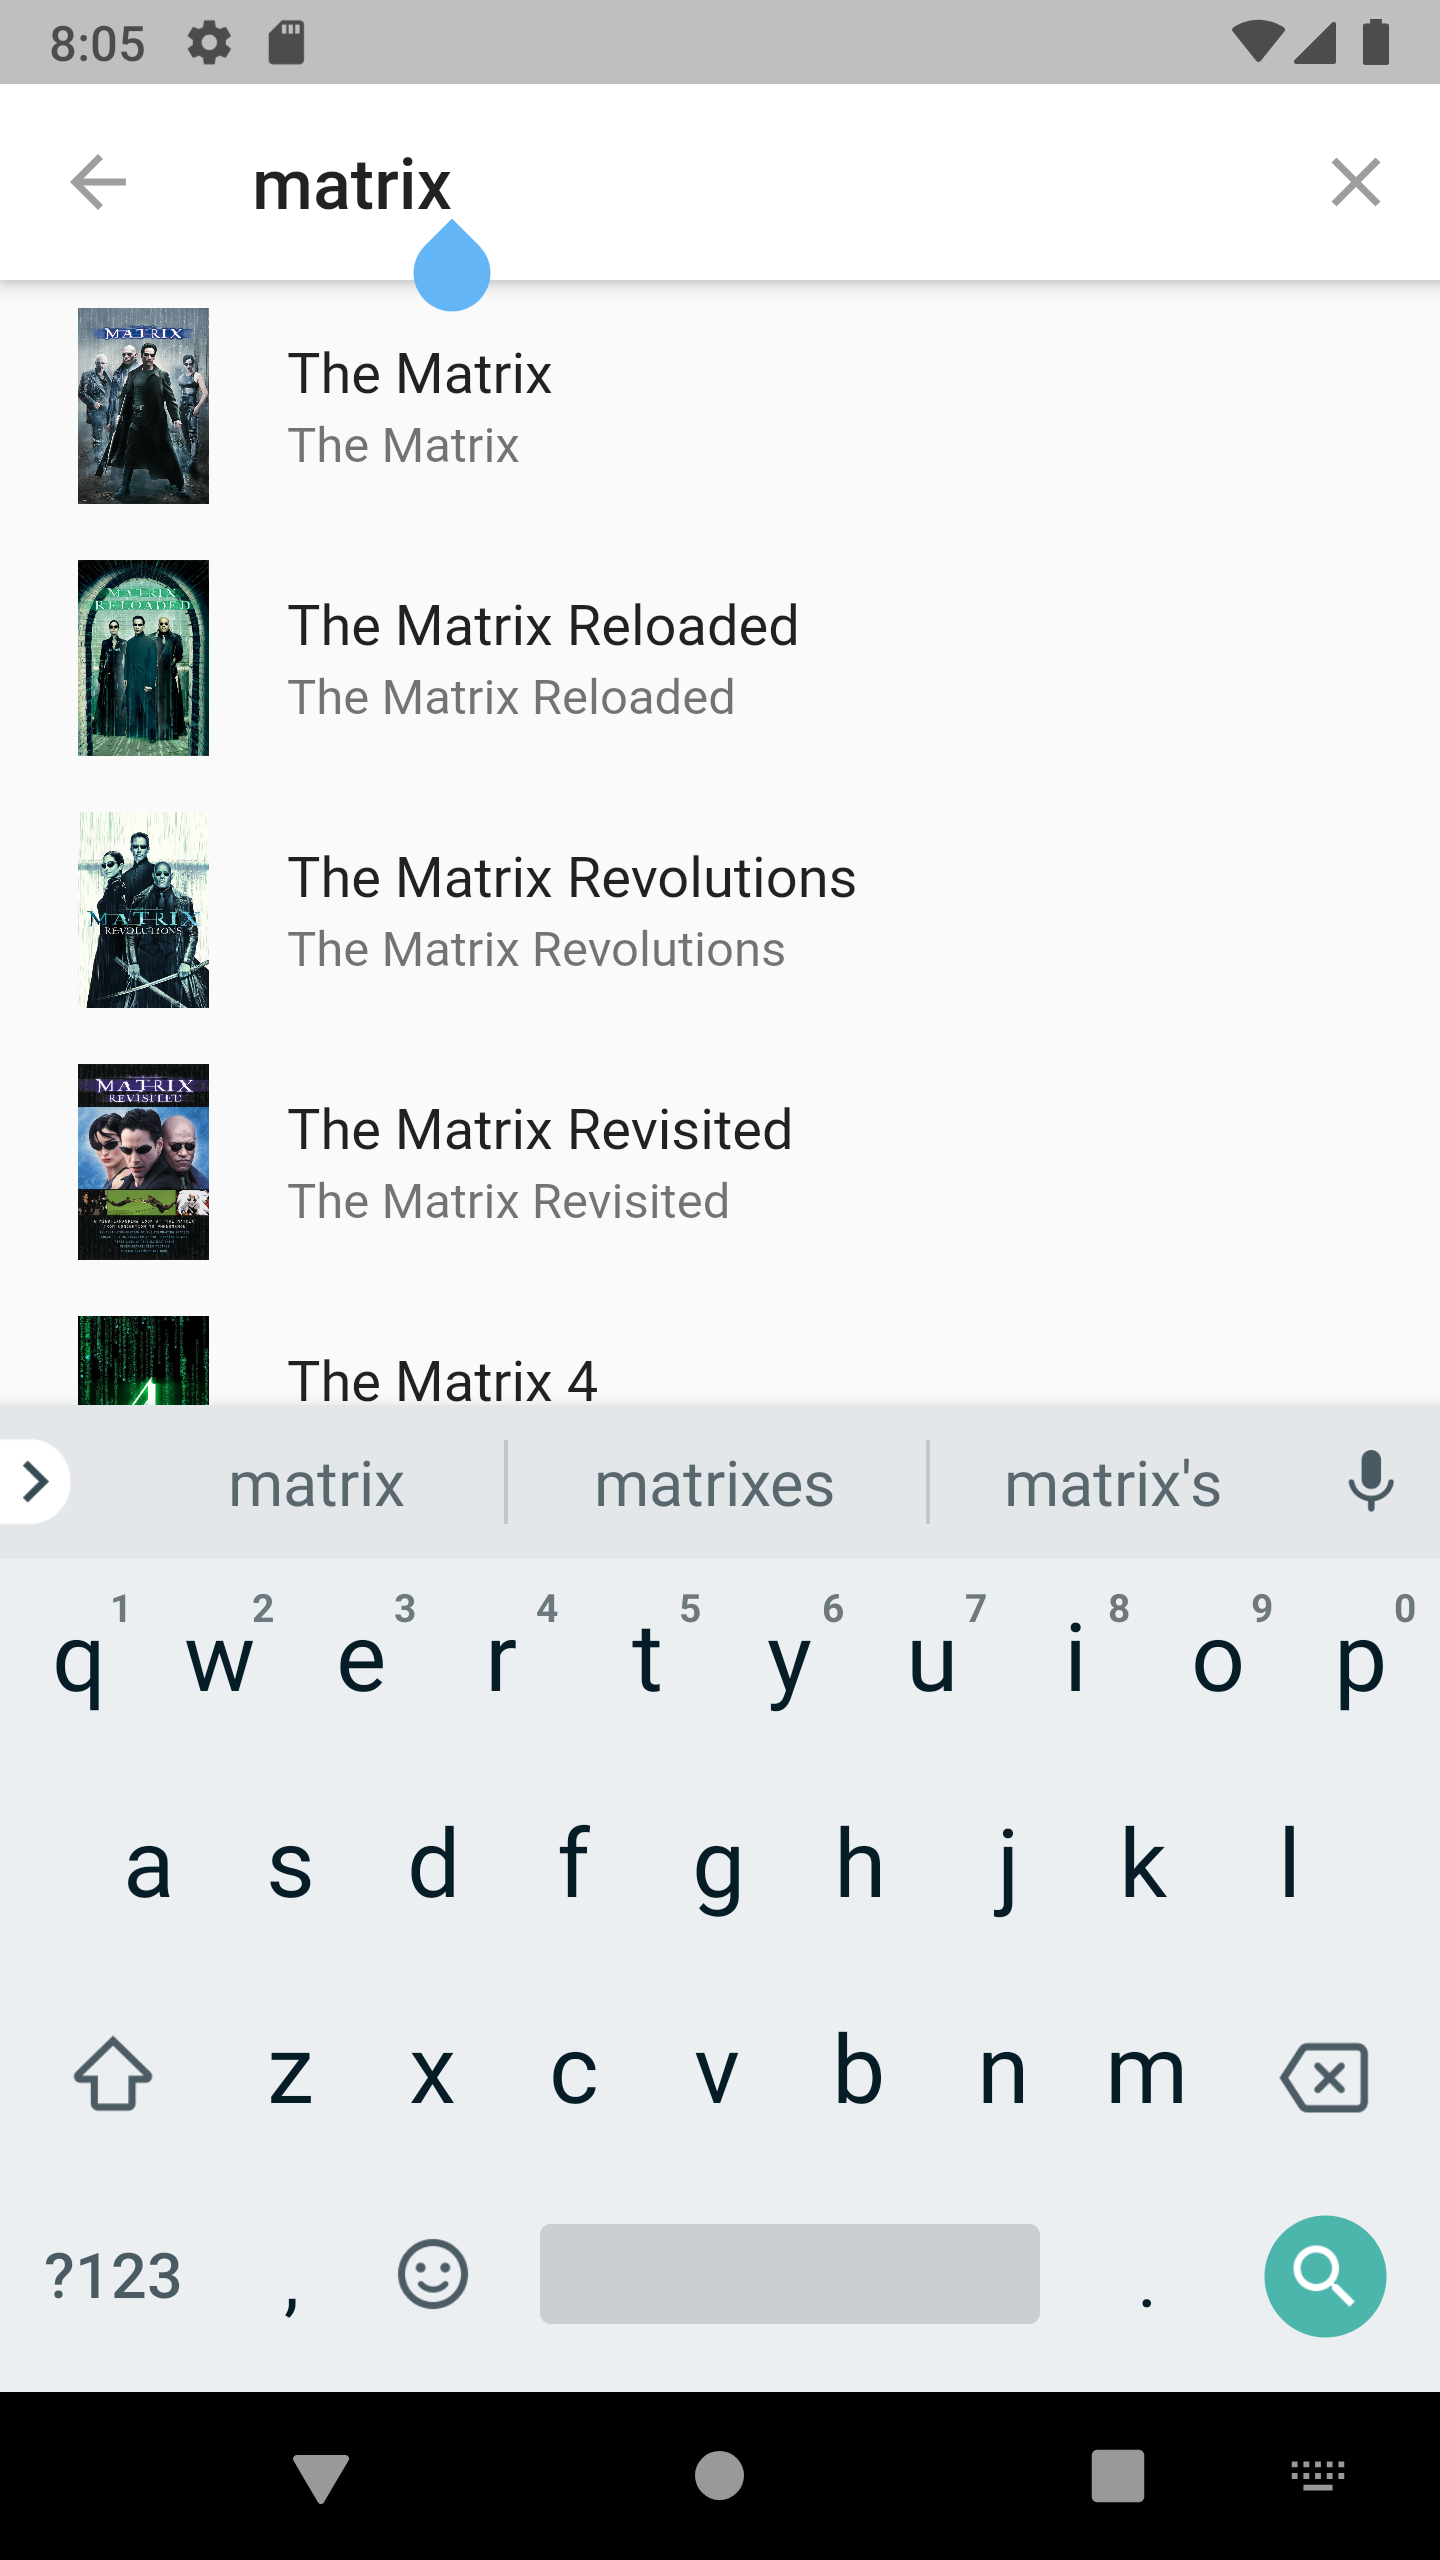 8:05
matrix
MATRIX
The Matrix
The Matrix
MATRIX
RELOADED
The Matrix Reloaded
The Matrix Reloaded
MATRIX
REVOLUTIONS
The Matrix Revolutions
The Matrix Revolutions
MATRIX
REVISITED
The Matrix Revisited
The Matrix Revisited
4
The Matrix 4
matrix matrixes matrix's
1 2 3 4 5 6 7 8 9 0
q w e r t y u i o p
a s d f g h j k l
z x c v b n m
?123 , .